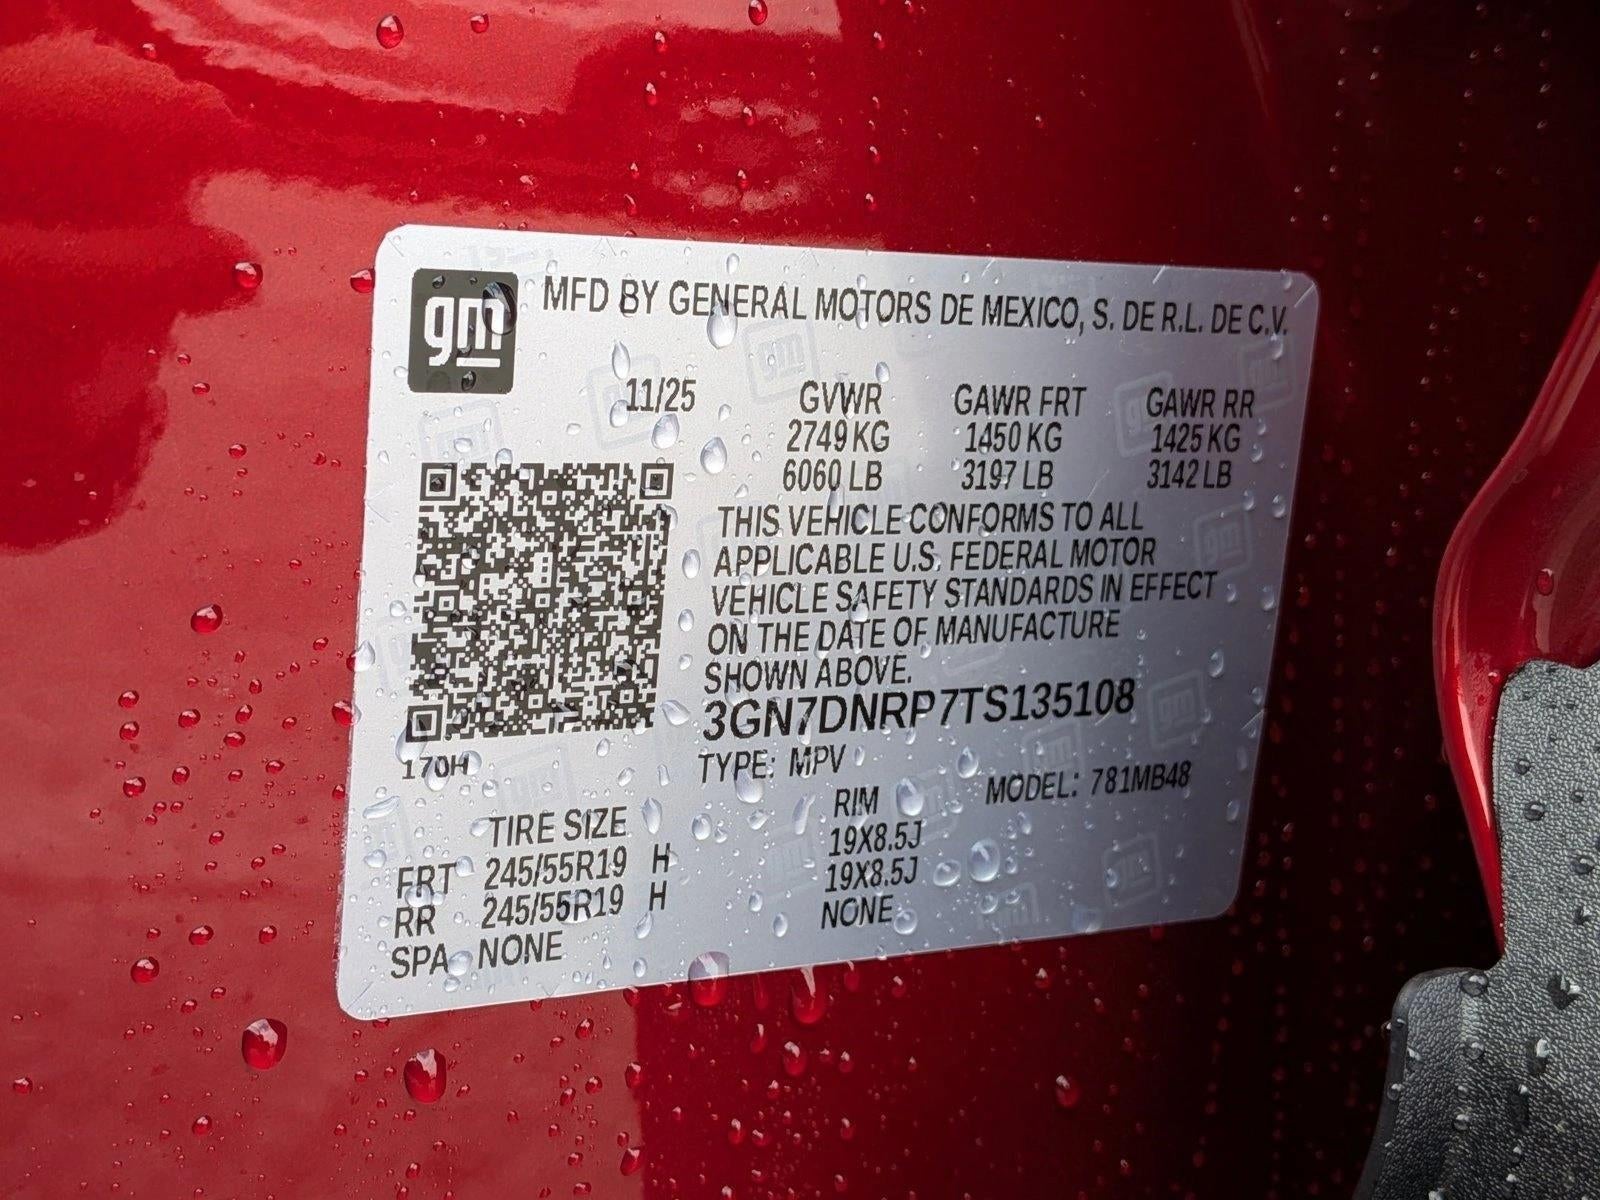 gm
MFD BY GENERAL MOTORS DE MEXICO, S. DE R.L. DE C.V.
11/25 GVWR GAWR FRT GAWR RR
2749 KG 1450 KG 1425 KG
6060 LB 3197 LB 3142 LB
THIS VEHICLE CONFORMS TO ALL
APPLICABLE U.S. FEDERAL MOTOR
VEHICLE SAFETY STANDARDS IN EFFECT
ON THE DATE OF MANUFACTURE
SHOWN ABOVE.
3GN7DNRP7TS135108
170H
TYPE: MPV MODEL: 781MB48
TIRE SIZE RIM
FRT 245/55R19 H 19X8.5J
RR 245/55R19 H 19X8.5J
SPA NONE NONE